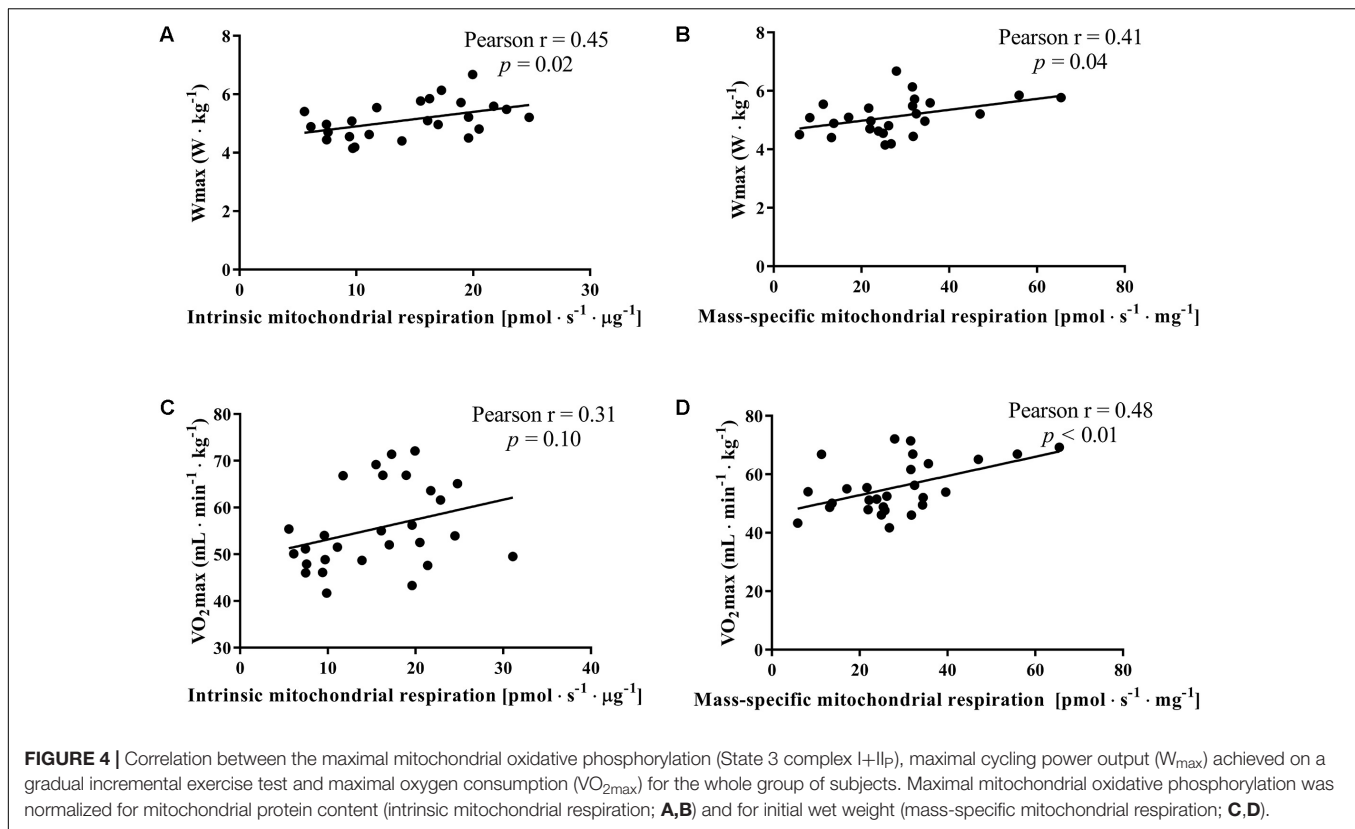 A
Pearson r = 0.45
p = 0.02
8
6
4
2
0
Wmax (W · kg⁻¹)
0
10
20
30
Intrinsic mitochondrial respiration [pmol · s⁻¹ · μg⁻¹]
B
Pearson r = 0.41
p = 0.04
8
6
4
2
0
Wmax (W · kg⁻¹)
0
20
40
60
80
Mass-specific mitochondrial respiration [pmol · s⁻¹ · mg⁻¹]
C
Pearson r = 0.31
p = 0.10
80
70
60
50
40
30
VO₂max (mL · min⁻¹ · kg⁻¹)
0
10
20
30
40
Intrinsic mitochondrial respiration [pmol · s⁻¹ · μg⁻¹]
D
Pearson r = 0.48
p < 0.01
80
60
40
20
0
VO₂max (mL · min⁻¹ · kg⁻¹)
0
20
40
60
80
Mass-specific mitochondrial respiration [pmol · s⁻¹ · mg⁻¹]
FIGURE 4 | Correlation between the maximal mitochondrial oxidative phosphorylation (State 3 complex I+IIP), maximal cycling power output (Wmax) achieved on a
gradual incremental exercise test and maximal oxygen consumption (VO2max) for the whole group of subjects. Maximal mitochondrial oxidative phosphorylation was
normalized for mitochondrial protein content (intrinsic mitochondrial respiration; A,B) and for initial wet weight (mass-specific mitochondrial respiration; C,D).